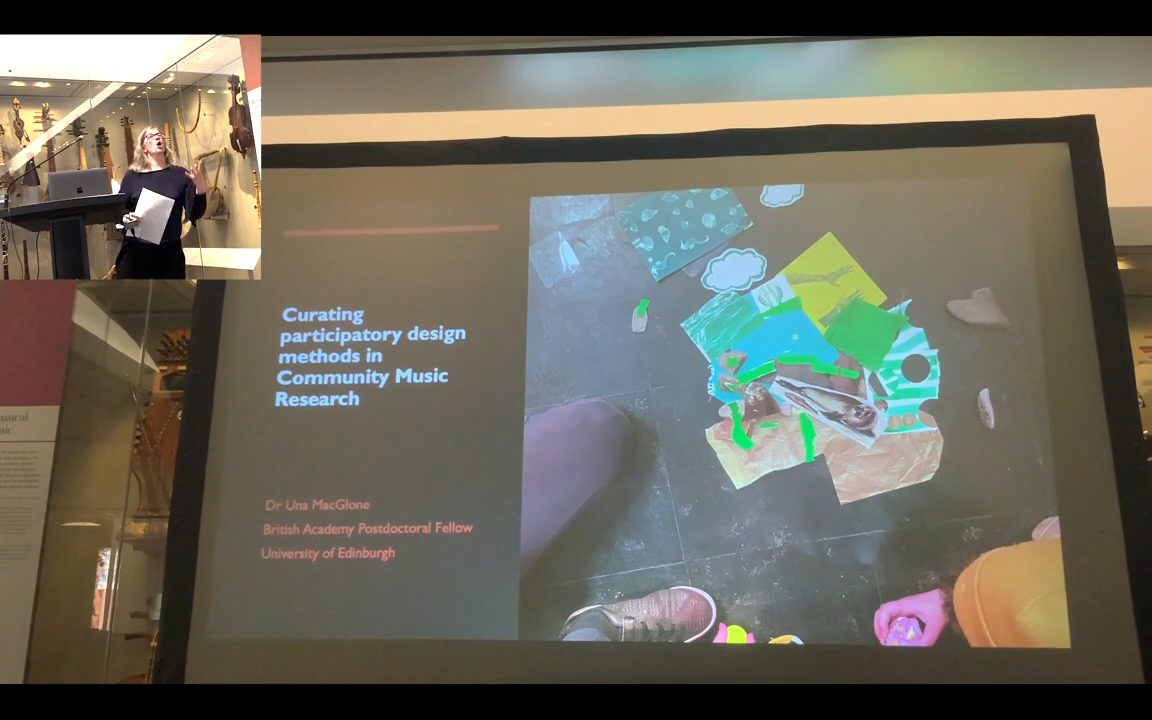 Curating
participatory design
methods in
Community Music
Research
Dr Una MacGlone
British Academy Postdoctoral Fellow
University of Edinburgh